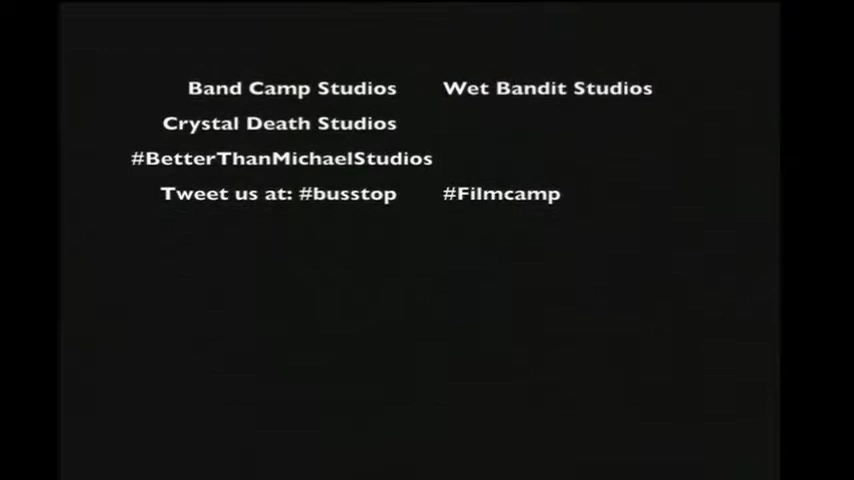 Band Camp Studios Wet Bandit Studios
Crystal Death Studios
#BetterThanMichaelStudios
Tweet us at: #busstop #Filmcamp